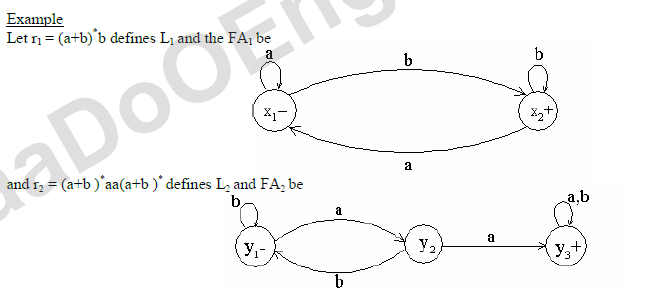 Example
Let r₁ = (a+b)*b defines L₁ and the FA₁ be
a
b
b
x₁–
x₂+
a
and r₂ = (a+b )*aa(a+b )* defines L₂ and FA₂ be
b
a
a,b
y₁-
y₂
a
y₃+
b
aDoOEng